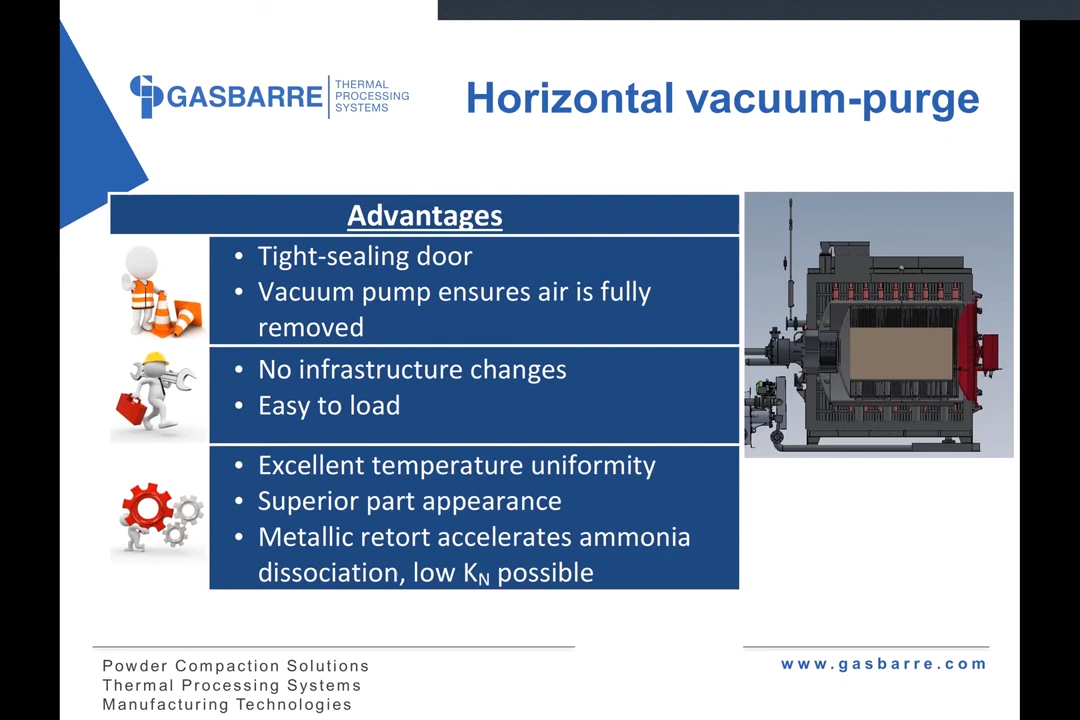 GASBARRE
THERMAL
PROCESSING
SYSTEMS
Horizontal vacuum-purge
Advantages
• Tight-sealing door
• Vacuum pump ensures air is fully
removed
• No infrastructure changes
• Easy to load
• Excellent temperature uniformity
• Superior part appearance
• Metallic retort accelerates ammonia
dissociation, low KN possible
Powder Compaction Solutions
Thermal Processing Systems
Manufacturing Technologies
www.gasbarre.com